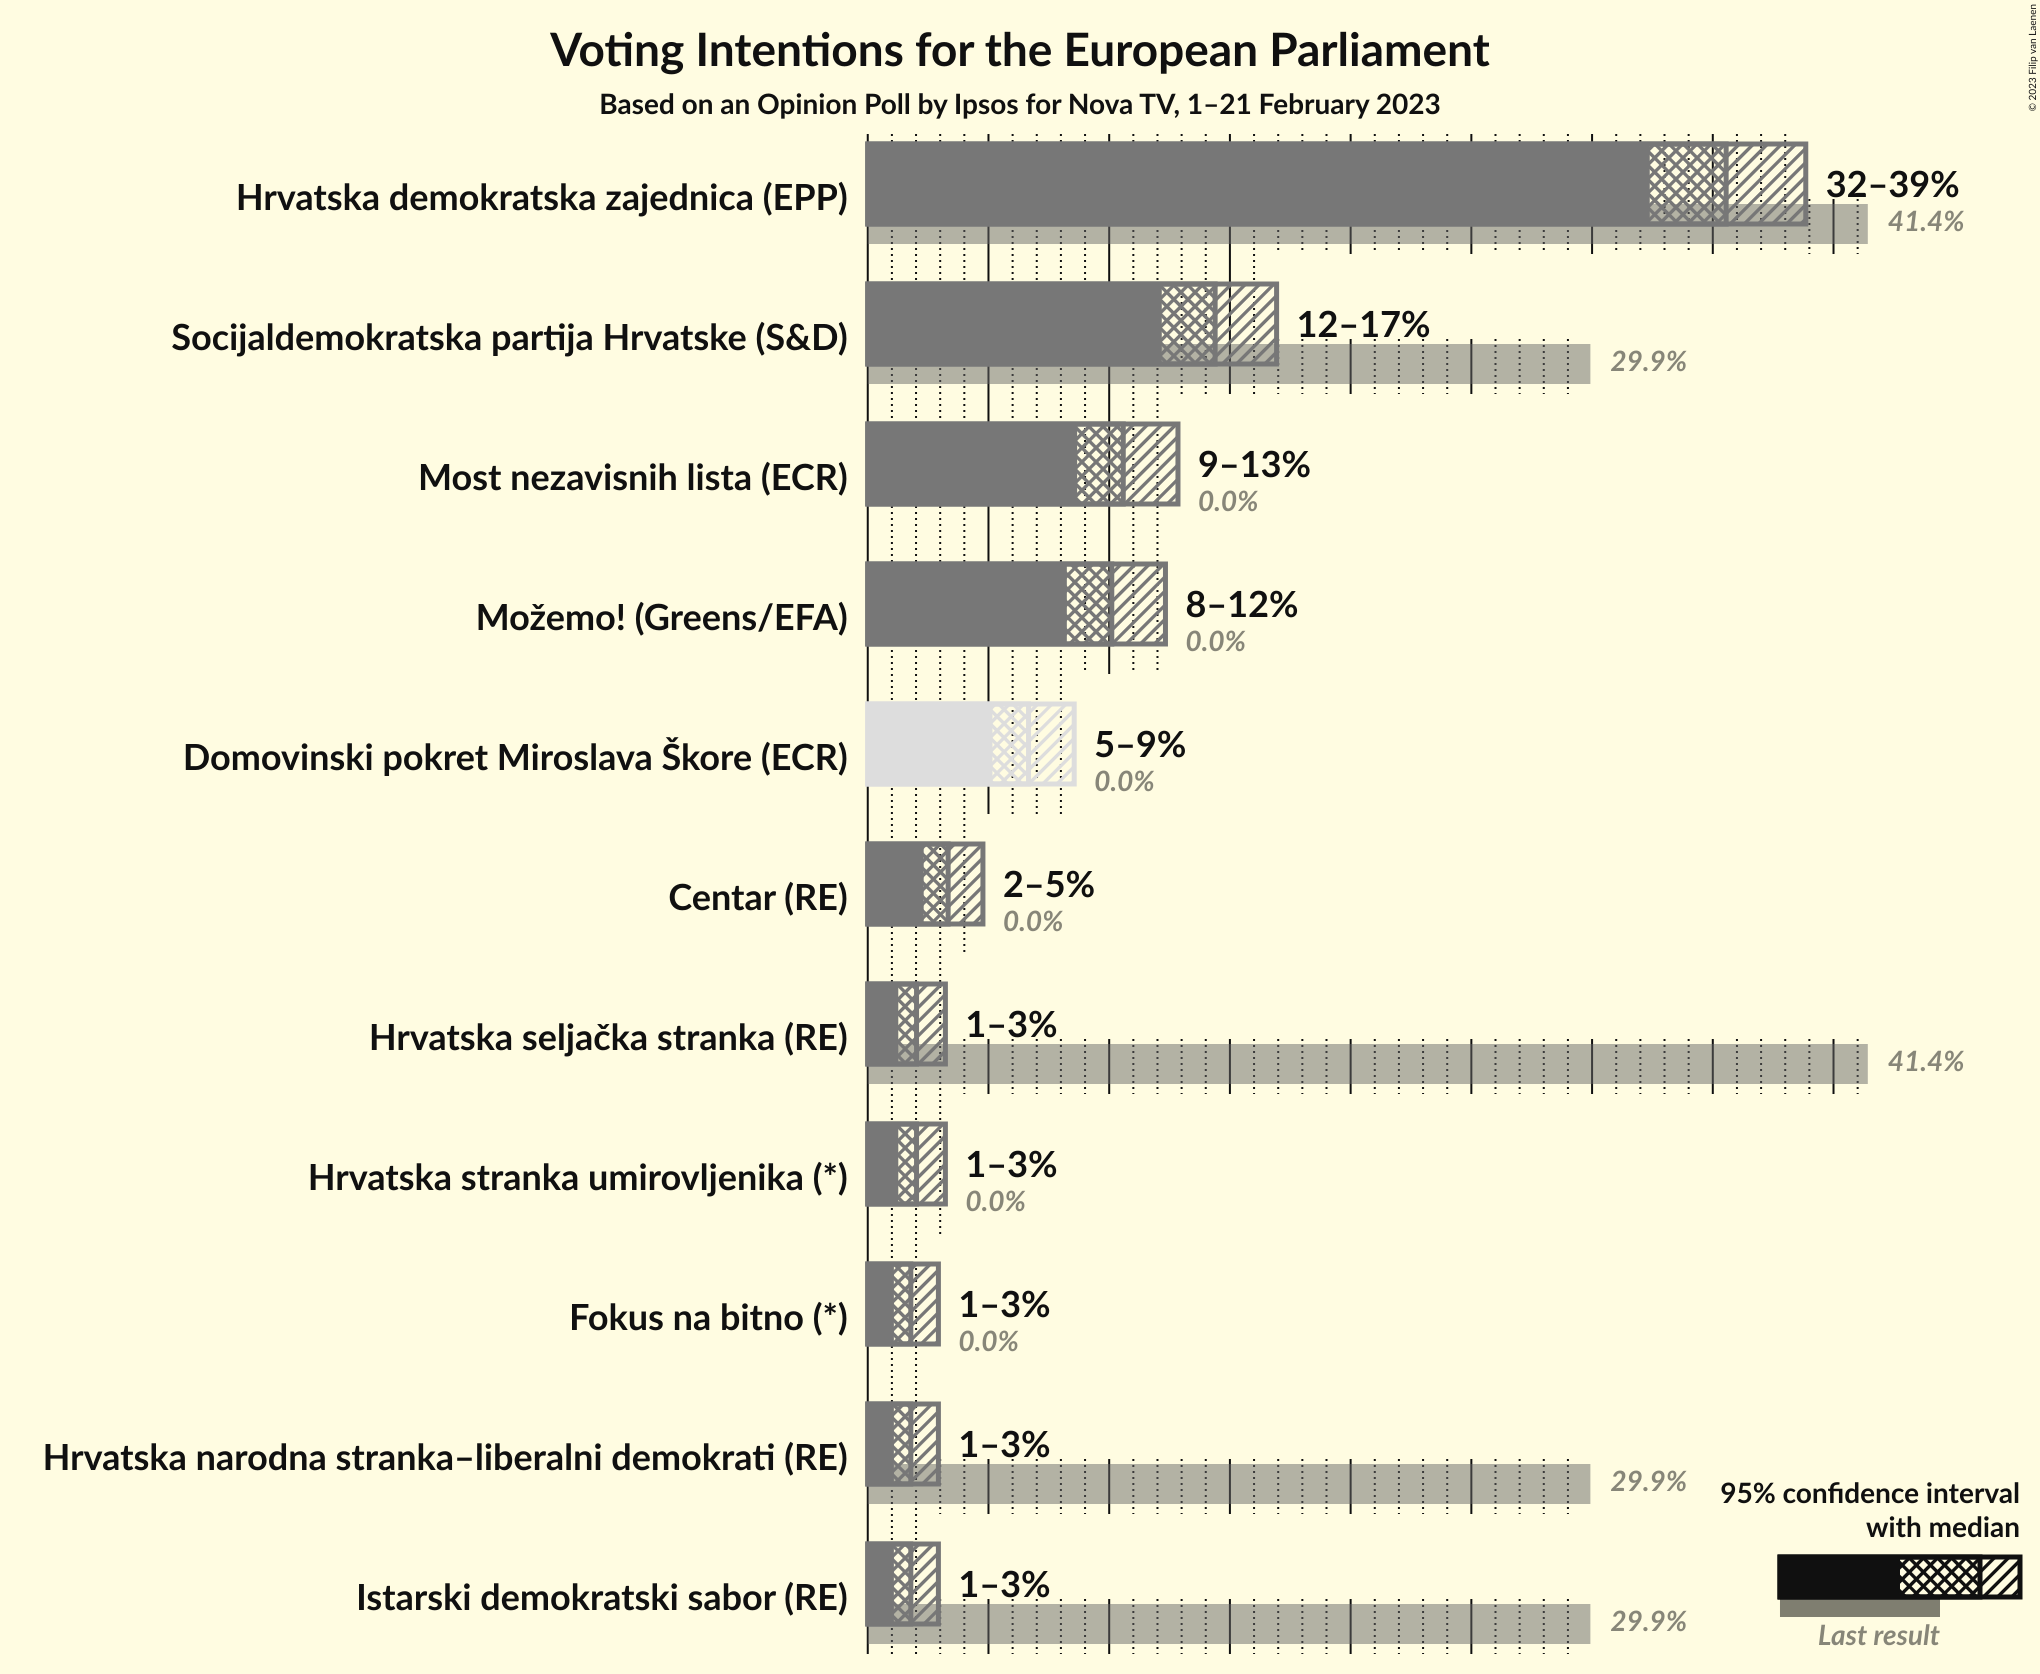 © 2023 Filip van Laenen
Voting Intentions for the European Parliament
Based on an Opinion Poll by Ipsos for Nova TV, 1–21 February 2023
Hrvatska demokratska zajednica (EPP)
32–39%
41.4%
Socijaldemokratska partija Hrvatske (S&D)
12–17%
29.9%
Most nezavisnih lista (ECR)
9–13%
0.0%
Možemo! (Greens/EFA)
8–12%
0.0%
Domovinski pokret Miroslava Škore (ECR)
5–9%
0.0%
Centar (RE)
2–5%
0.0%
Hrvatska seljačka stranka (RE)
1–3%
41.4%
Hrvatska stranka umirovljenika (*)
1–3%
0.0%
Fokus na bitno (*)
1–3%
0.0%
Hrvatska narodna stranka–liberalni demokrati (RE)
1–3%
29.9%
Istarski demokratski sabor (RE)
1–3%
29.9%
95% confidence interval
with median
Last result